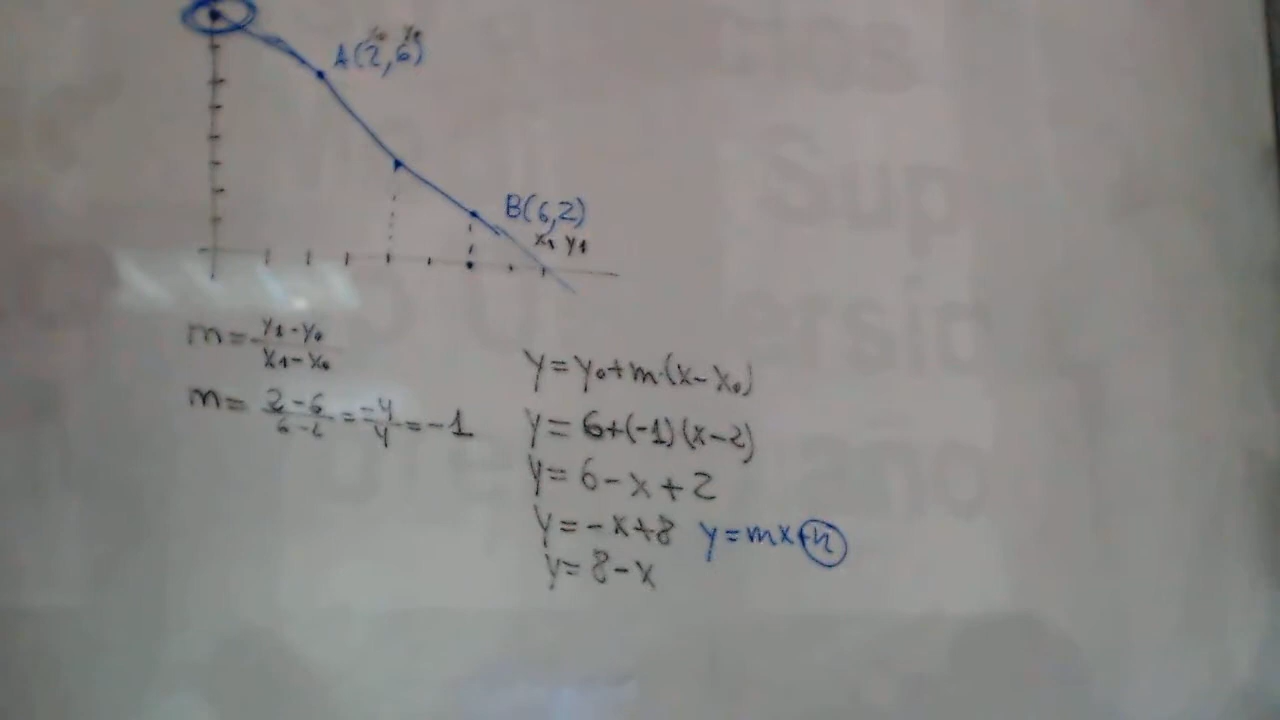 x₀ y₀
A(2,6)
B(6,2)
x₁ y₁
m = y₁-y₀ / x₁-x₀
m = 2-6 / 6-2 = -4 / 4 = -1
y = y₀+m·(x-x₀)
y = 6+(-1)(x-2)
y = 6-x+2
y = -x+8 y = mx+n
y = 8-x